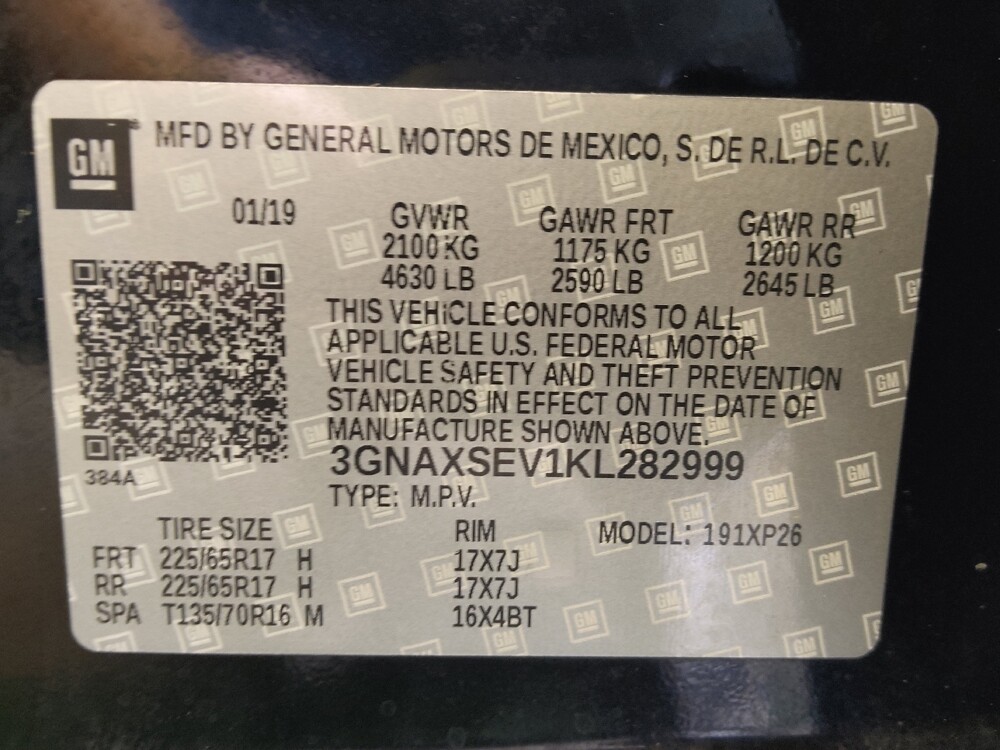 GM MFD BY GENERAL MOTORS DE MEXICO, S. DE R.L. DE C.V.
01/19 GVWR GAWR FRT GAWR RR
2100 KG 1175 KG 1200 KG
4630 LB 2590 LB 2645 LB
THIS VEHICLE CONFORMS TO ALL
APPLICABLE U.S. FEDERAL MOTOR
VEHICLE SAFETY AND THEFT PREVENTION
STANDARDS IN EFFECT ON THE DATE OF
MANUFACTURE SHOWN ABOVE.
3GNAXSEV1KL282999
384A
TYPE: M.P.V.
TIRE SIZE RIM MODEL: 191XP26
FRT 225/65R17 H 17X7J
RR 225/65R17 H 17X7J
SPA T135/70R16 M 16X4BT